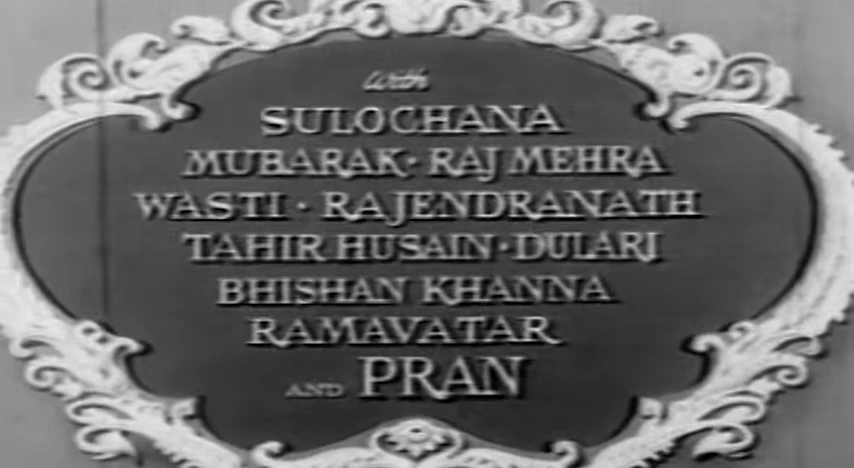 with
SULOCHANA
MUBARAK · RAJ MEHRA
WASTI · RAJENDRANATH
TAHIR HUSAIN · DULARI
BHISHAN KHANNA
RAMAVATAR
AND PRAN